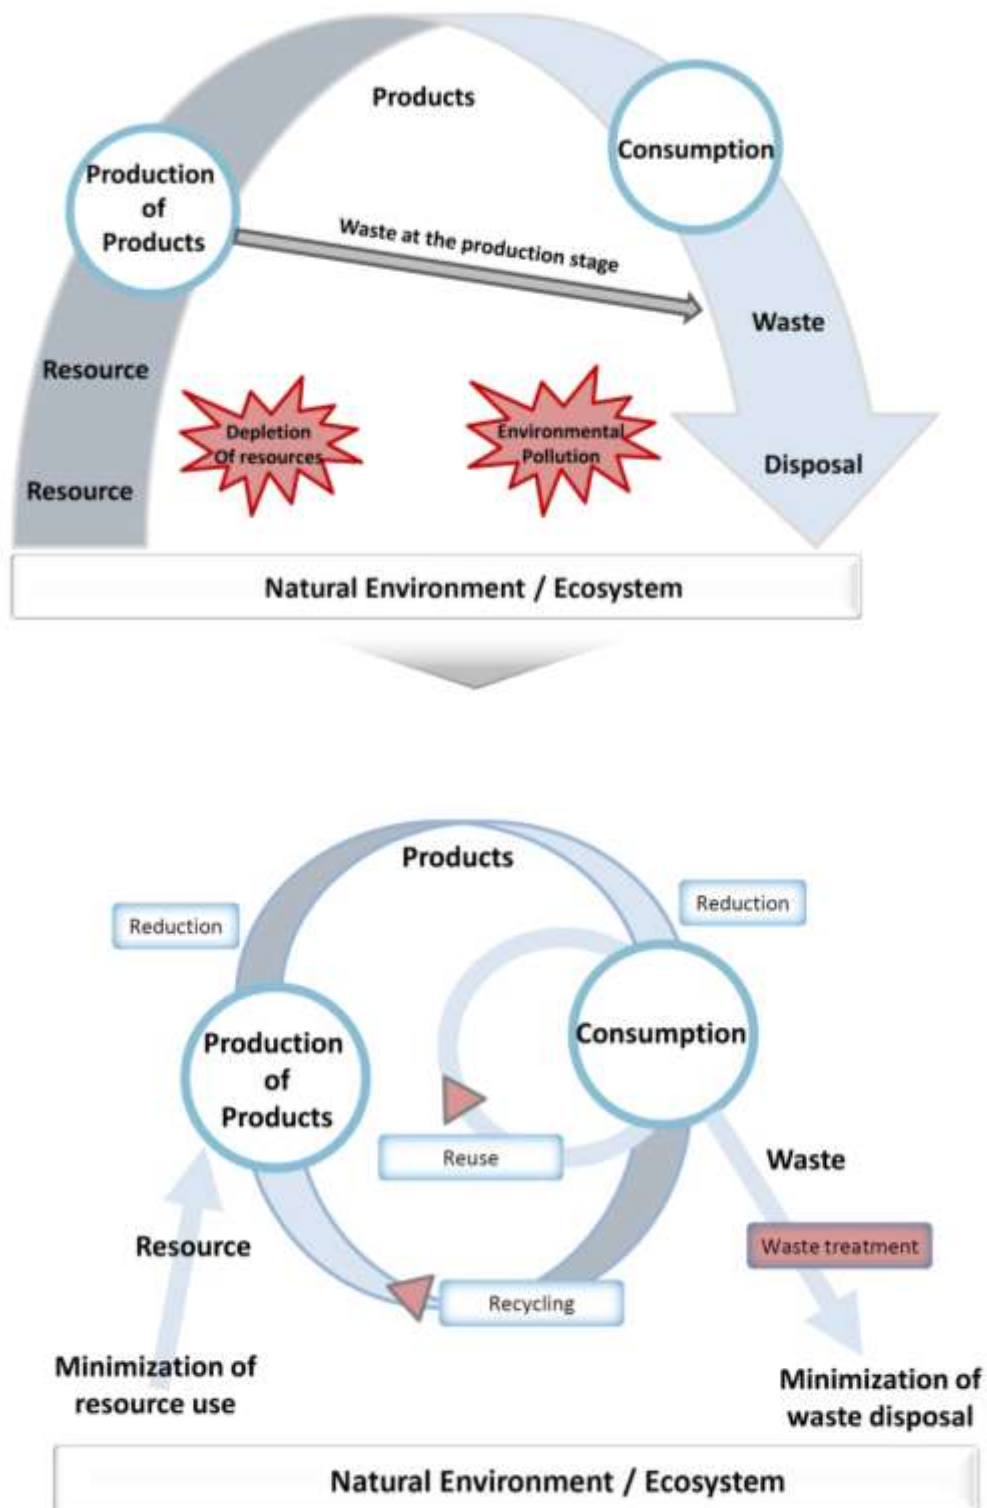 Products
Consumption
Production
of
Products
Waste at the production stage
Waste
Resource
Depletion
Of resources
Environmental
Pollution
Disposal
Resource
Natural Environment / Ecosystem
Products
Reduction
Reduction
Consumption
Production
of
Products
Reuse
Waste
Resource
Waste treatment
Recycling
Minimization of
resource use
Minimization of
waste disposal
Natural Environment / Ecosystem